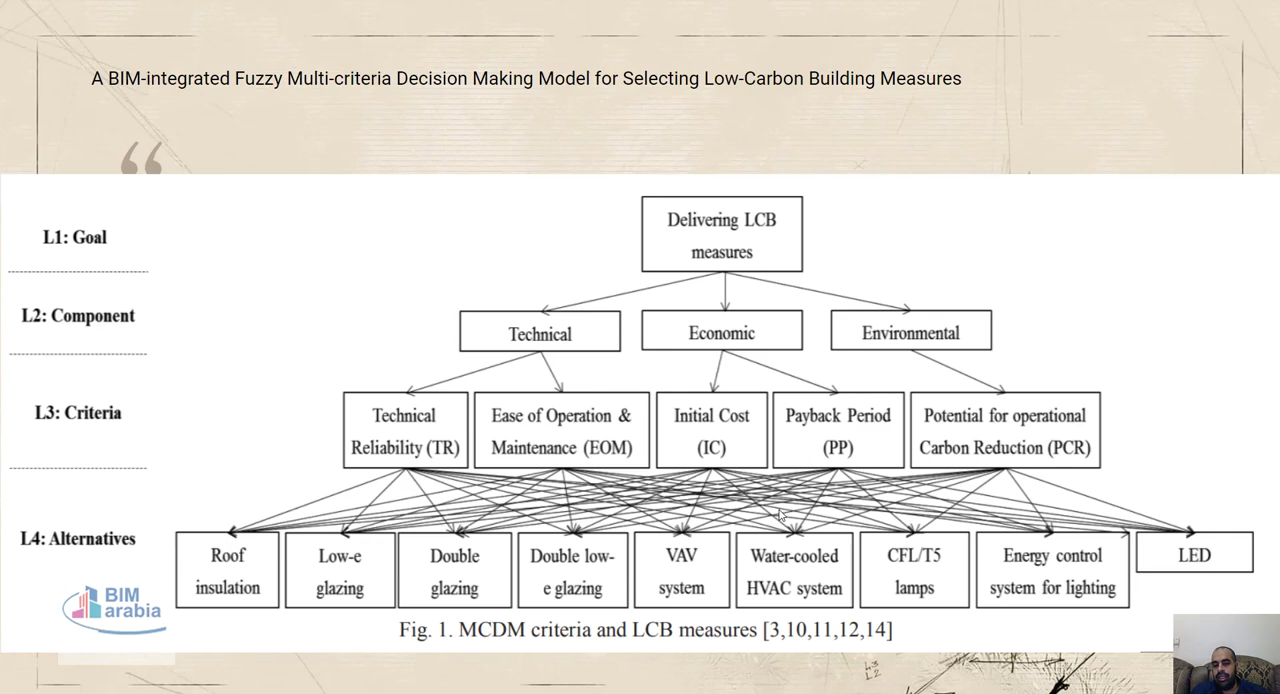 A BIM-integrated Fuzzy Multi-criteria Decision Making Model for Selecting Low-Carbon Building Measures
“
L1: Goal
Delivering LCB
measures
L2: Component
Technical
Economic
Environmental
L3: Criteria
Technical
Reliability (TR)
Ease of Operation &
Maintenance (EOM)
Initial Cost
(IC)
Payback Period
(PP)
Potential for operational
Carbon Reduction (PCR)
L4: Alternatives
Roof
insulation
Low-e
glazing
Double
glazing
Double low-
e glazing
VAV
system
Water-cooled
HVAC system
CFL/T5
lamps
Energy control
system for lighting
LED
BIM
arabia
Fig. 1. MCDM criteria and LCB measures [3,10,11,12,14]